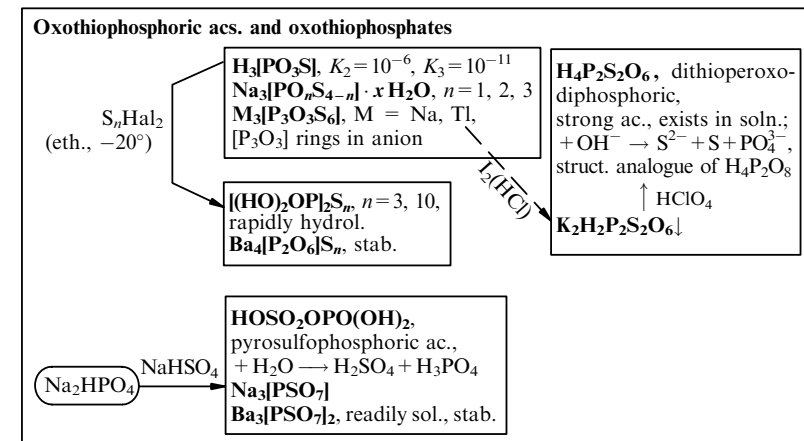 Oxothiophosphoric acs. and oxothiophosphates
H₃[PO₃S], K₂ = 10⁻⁶, K₃ = 10⁻¹¹
Na₃[POₙS₄₋ₙ] · x H₂O, n = 1, 2, 3
M₃[P₃O₃S₆], M = Na, Tl,
[P₃O₃] rings in anion
SₙHal₂
(eth., −20°)
I₂(HCl)
[(HO)₂OP]₂Sₙ, n = 3, 10,
rapidly hydrol.
Ba₄[P₂O₆]Sₙ, stab.
H₄P₂S₂O₆, dithioperoxo-
diphosphoric,
strong ac., exists in soln.;
+ OH⁻ → S²⁻ + S + PO₄³⁻,
struct. analogue of H₄P₂O₈
↑ HClO₄
K₂H₂P₂S₂O₆↓
Na₂HPO₄
NaHSO₄
HOSO₂OPO(OH)₂,
pyrosulfophosphoric ac.,
+ H₂O ⟶ H₂SO₄ + H₃PO₄
Na₃[PSO₇]
Ba₃[PSO₇]₂, readily sol., stab.